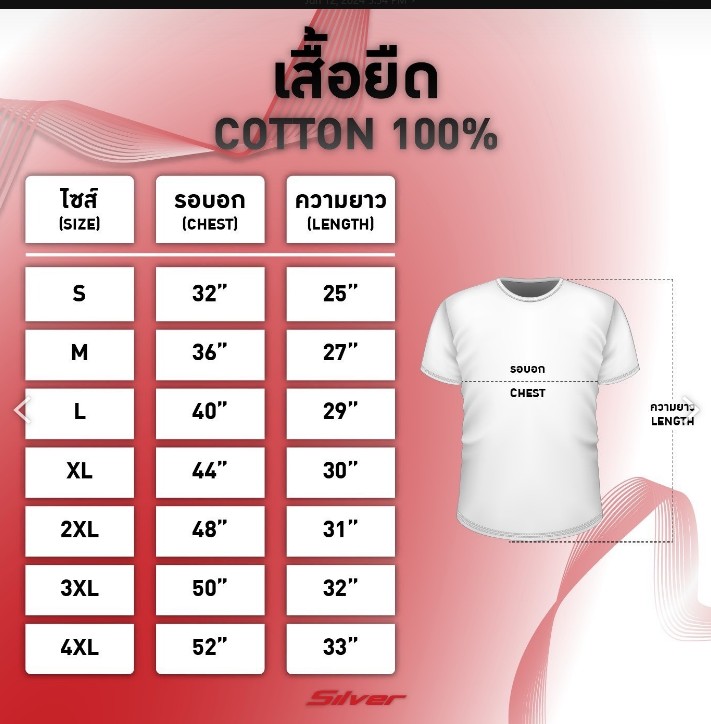 เสื้อยืด
COTTON 100%
ไซส์ รอบอก ความยาว
(SIZE) (CHEST) (LENGTH)
S 32” 25”
M 36” 27”
L 40” 29”
XL 44” 30”
2XL 48” 31”
3XL 50” 32”
4XL 52” 33”
รอบอก
CHEST
ความยาว
LENGTH
Silver